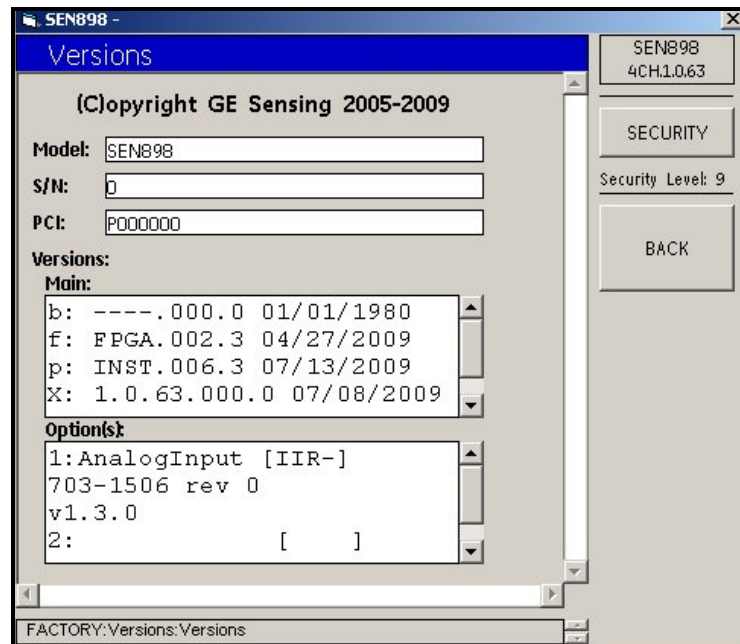 SEN898 -
Versions
SEN898
4CH.1.0.63
(C)opyright GE Sensing 2005-2009
SECURITY
Model: SEN898
Security Level: 9
S/N: 0
PCI: P000000
BACK
Versions:
Main:
b: ----.000.0 01/01/1980
f: FPGA.002.3 04/27/2009
p: INST.006.3 07/13/2009
X: 1.0.63.000.0 07/08/2009
Option(s):
1:AnalogInput [IIR-]
703-1506 rev 0
v1.3.0
2: [ ]
FACTORY:Versions:Versions